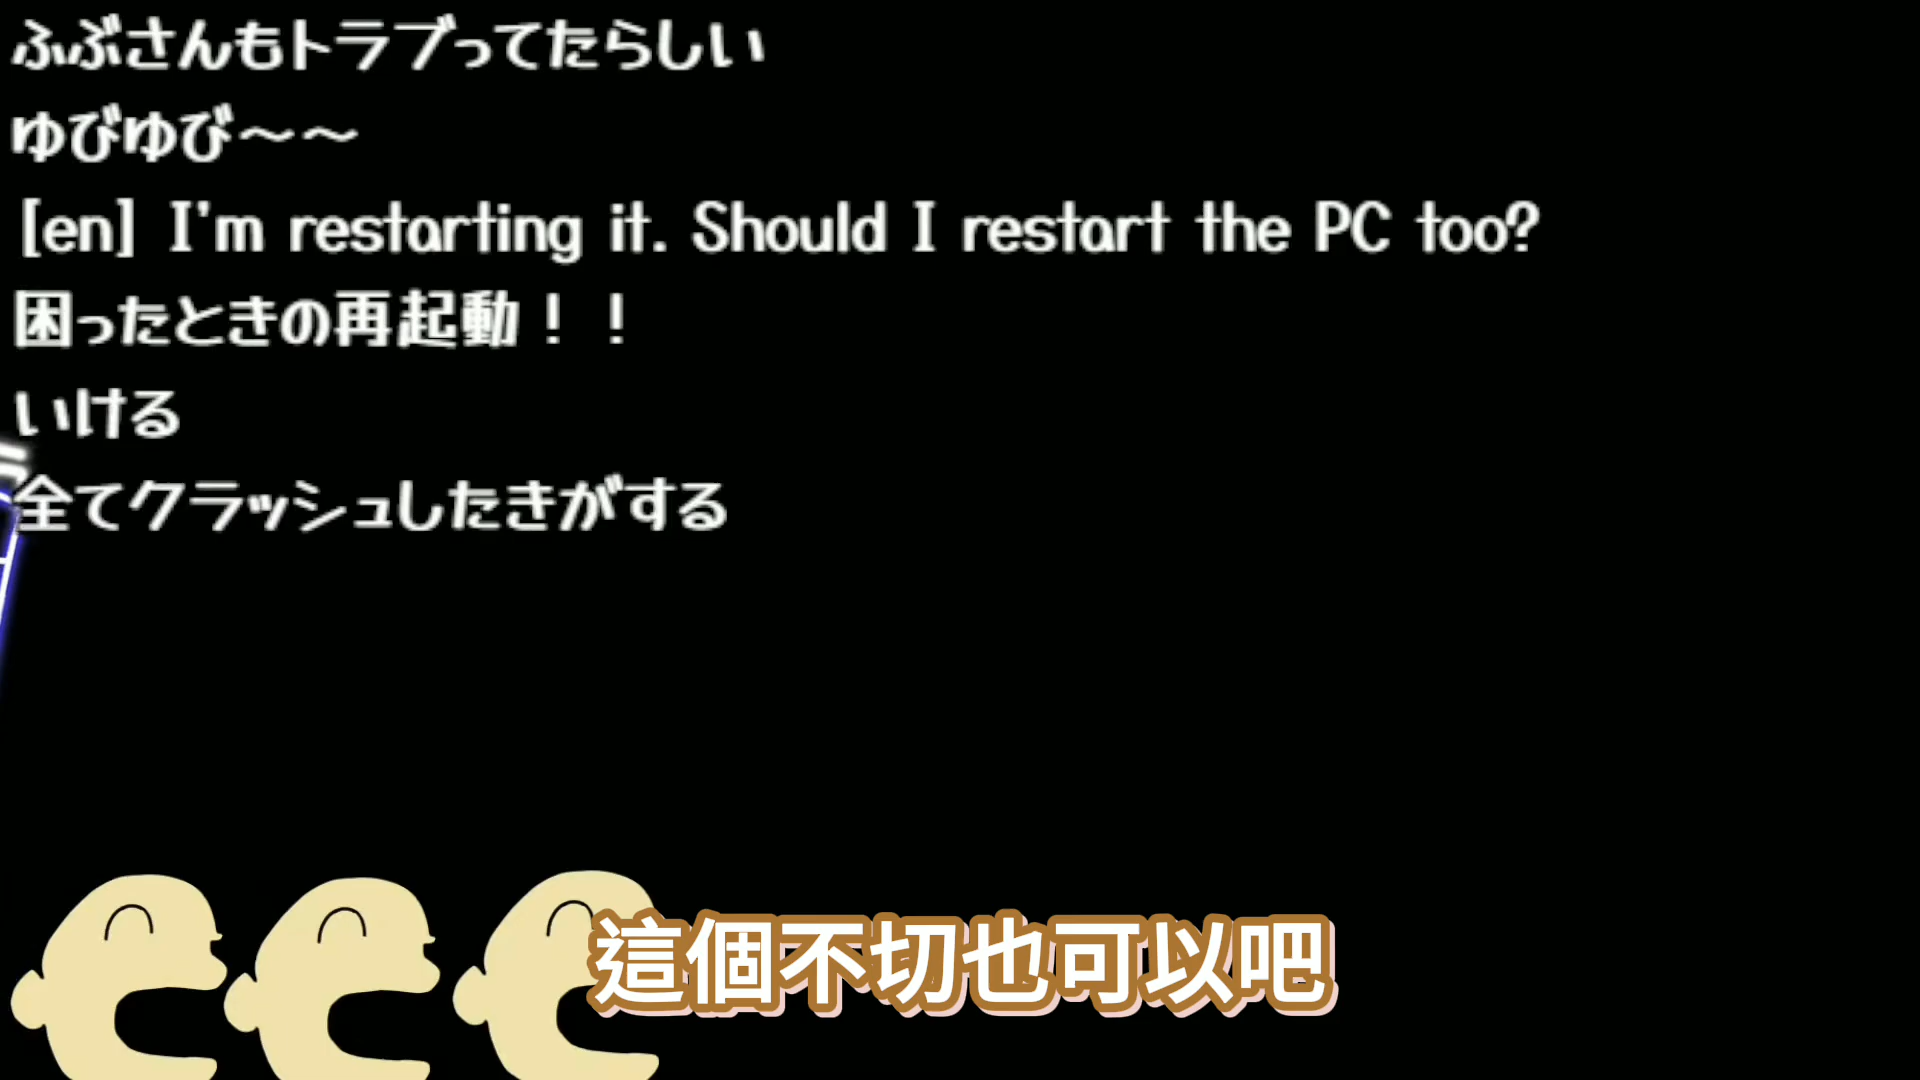 ふぶさんもトラブってたらしい
ゆびゆび～～
[en] I'm restarting it. Should I restart the PC too?
困ったときの再起動！！
いける
全てクラッシュしたきがする
這個不切也可以吧